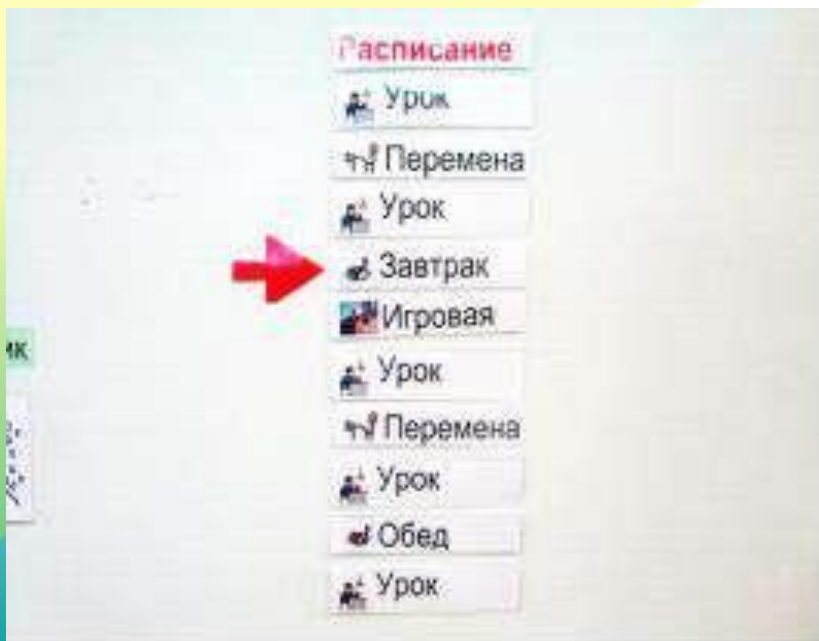 Расписание
Урок
Перемена
Урок
Завтрак
Игровая
Урок
Перемена
Урок
Обед
Урок